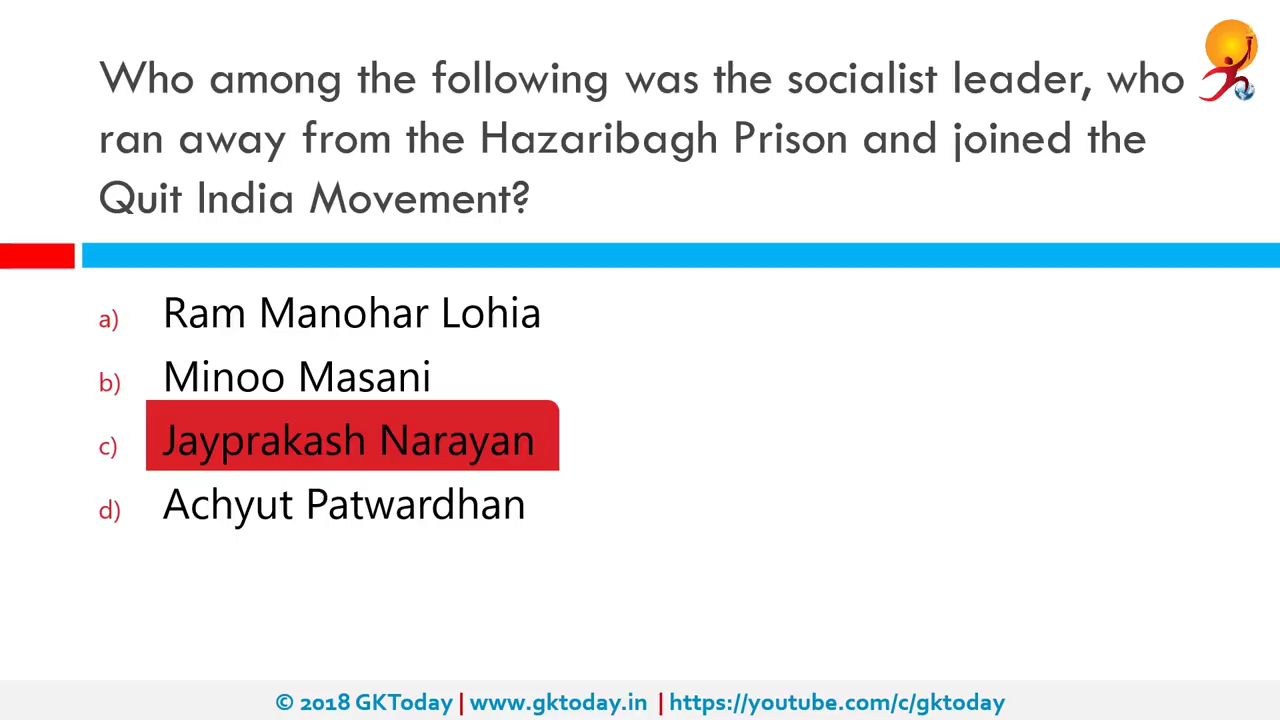 Who among the following was the socialist leader, who
ran away from the Hazaribagh Prison and joined the
Quit India Movement?
a) Ram Manohar Lohia
b) Minoo Masani
c) Jayprakash Narayan
d) Achyut Patwardhan
© 2018 GKToday | www.gktoday.in | https://youtube.com/c/gktoday